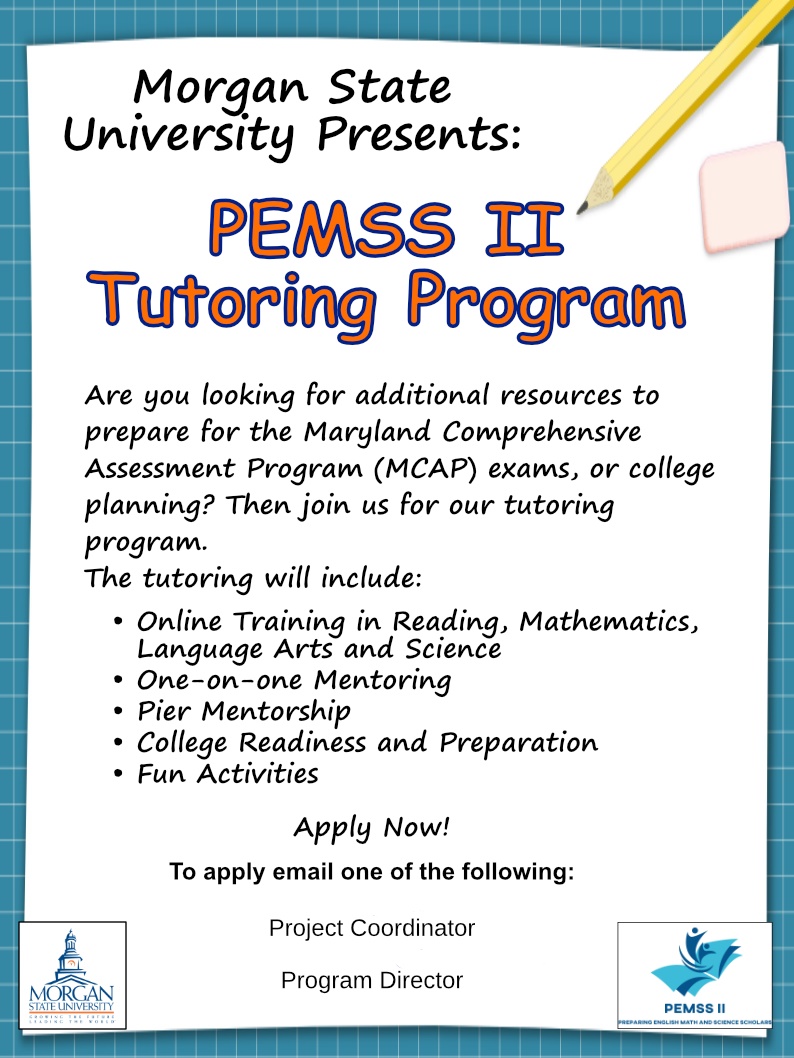 Morgan State
University Presents:
PEMSS II
Tutoring Program
Are you looking for additional resources to
prepare for the Maryland Comprehensive
Assessment Program (MCAP) exams, or college
planning? Then join us for our tutoring
program.
The tutoring will include:
• Online Training in Reading, Mathematics,
Language Arts and Science
• One-on-one Mentoring
• Pier Mentorship
• College Readiness and Preparation
• Fun Activities
Apply Now!
To apply email one of the following:
Project Coordinator
Program Director
MORGAN
STATE UNIVERSITY
GROWING THE FUTURE
LEADING THE WORLD
PEMSS II
PREPARING ENGLISH MATH AND SCIENCE SCHOLARS